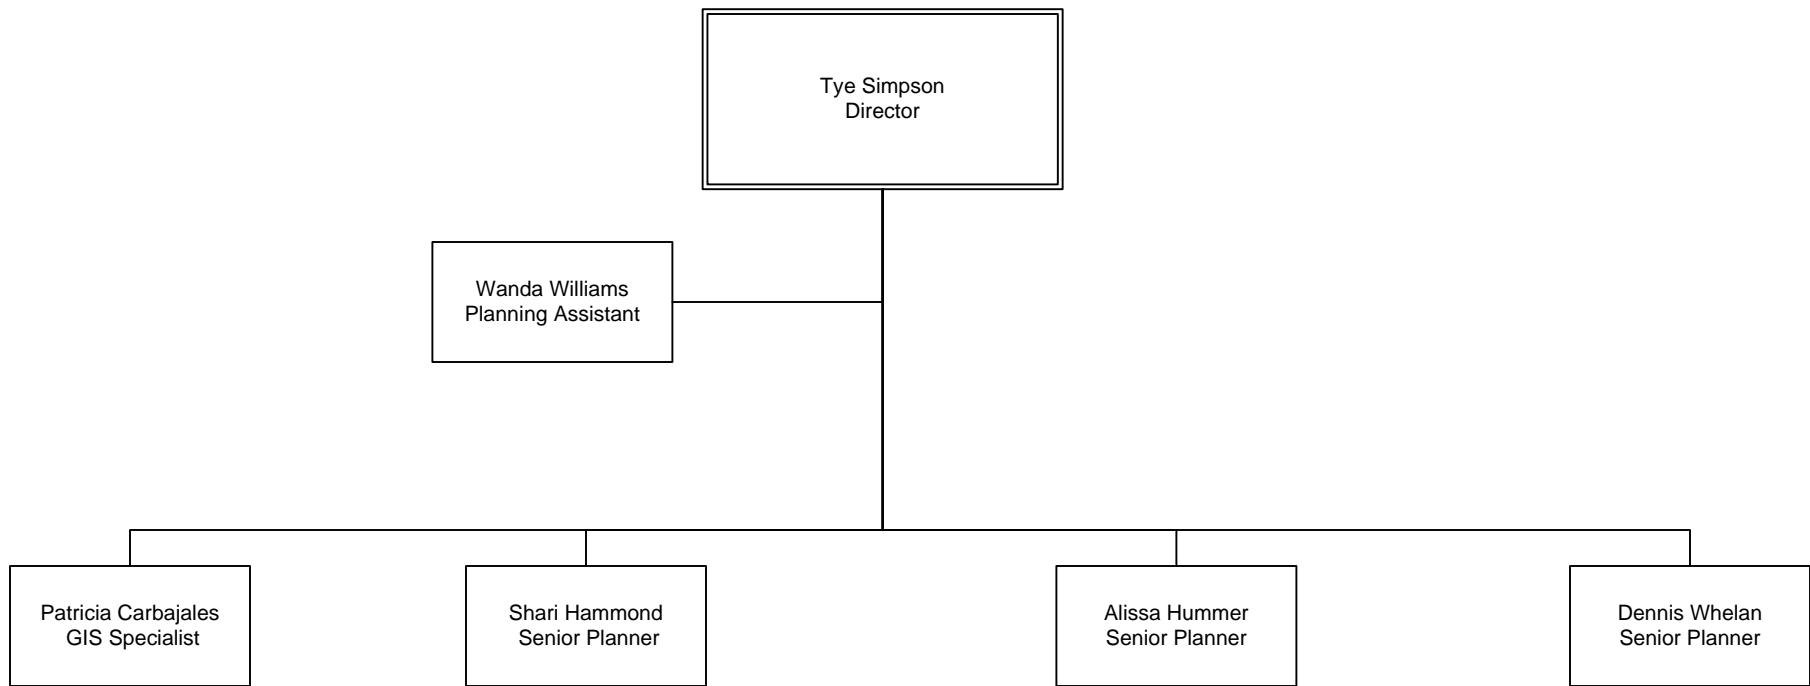 Tye Simpson
Director
Wanda Williams
Planning Assistant
Patricia Carbajales
GIS Specialist
Shari Hammond
Senior Planner
Alissa Hummer
Senior Planner
Dennis Whelan
Senior Planner